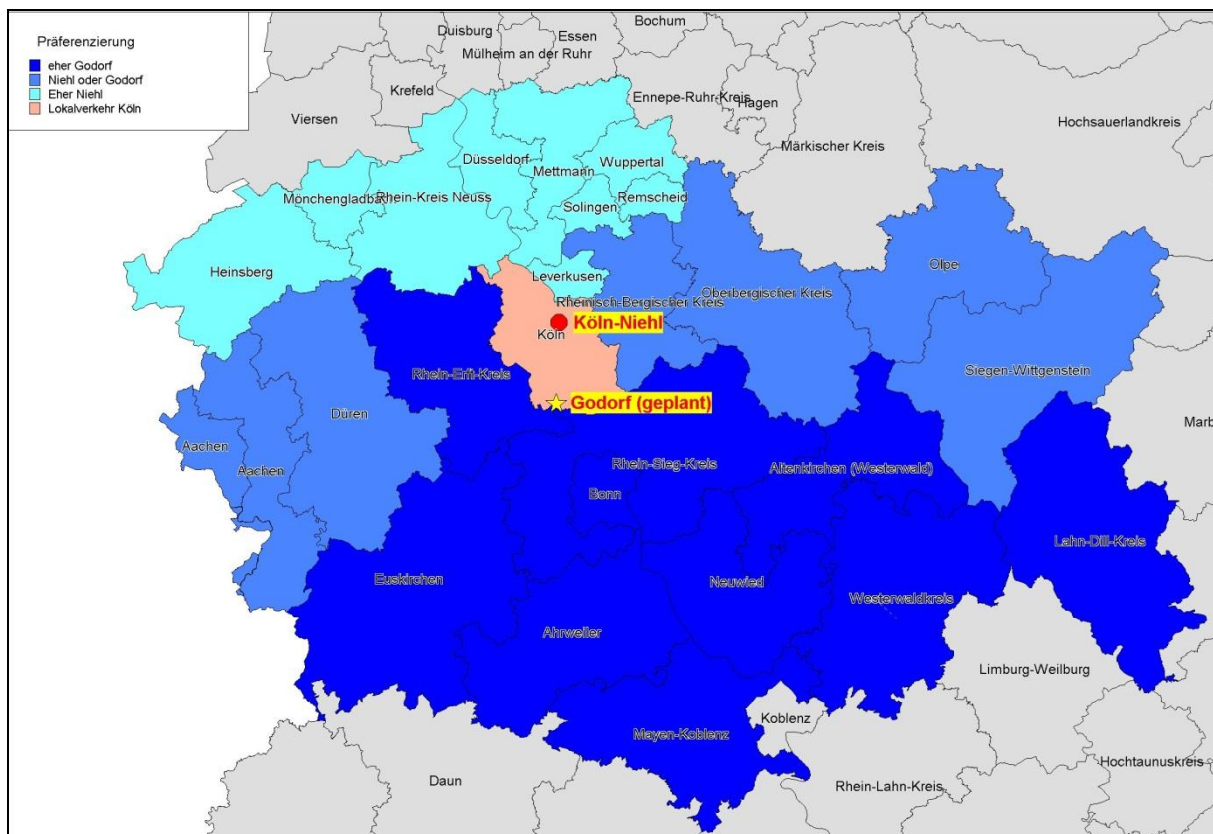 Präferenzierung
eher Godorf
Niehl oder Godorf
Eher Niehl
Lokalverkehr Köln
Bochum
Duisburg
Essen
Mülheim an der Ruhr
Krefeld
Ennepe-Ruhr-Kreis
Hagen
Viersen
Hochsauerlandkreis
Märkischer Kreis
Düsseldorf
Wuppertal
Mettmann
Mönchengladbach
Rhein-Kreis Neuss
Remscheid
Solingen
Heinsberg
Leverkusen
Olpe
Oberbergischer Kreis
Rheinisch-Bergischer Kreis
Köln-Niehl
Köln
Rhein-Erft-Kreis
Siegen-Wittgenstein
Godorf (geplant)
Düren
Marb
Aachen
Aachen
Rhein-Sieg-Kreis
Altenkirchen (Westerwald)
Bonn
Lahn-Dill-Kreis
Euskirchen
Neuwied
Westerwaldkreis
Ahrweiler
Limburg-Weilburg
Koblenz
Mayen-Koblenz
Hochtaunuskreis
Daun
Rhein-Lahn-Kreis